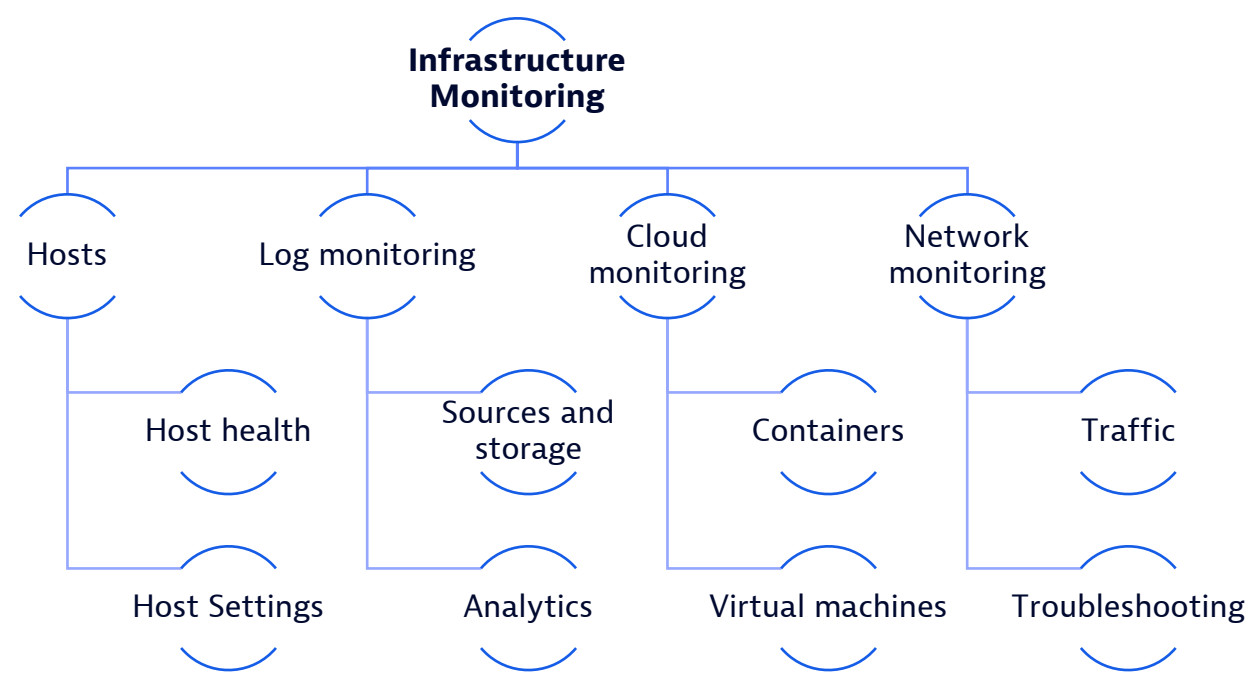 Infrastructure
Monitoring
Hosts
Log monitoring
Cloud
monitoring
Network
monitoring
Host health
Sources and
storage
Containers
Traffic
Host Settings
Analytics
Virtual machines
Troubleshooting